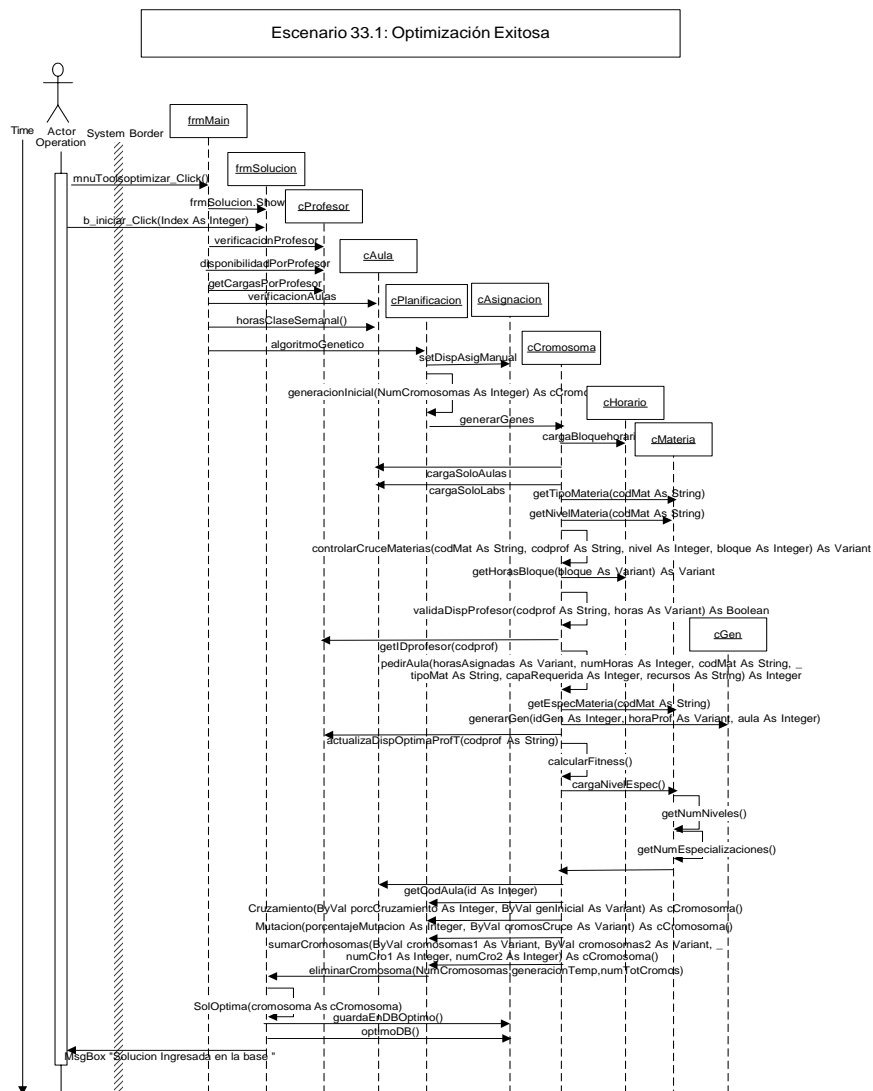 Escenario 33.1: Optimización Exitosa
Time
Actor
Operation
System Border
frmMain
frmSolucion
mnuToolsoptimizar_Click()
frmSolucion.Show
cProfesor
b_iniciar_Click(Index As Integer)
verificacionProfesor
cAula
disponibilidadPorProfesor
getCargasPorProfesor
verificacionAulas
cPlanificacion
cAsignacion
horasClaseSemanal()
cCromosoma
algoritmoGenetico
setDispAsigManual
generacionInicial(NumCromosomas As Integer) As cCromo
cHorario
generarGenes
cargaBloquehorari
cMateria
cargaSoloAulas
cargaSoloLabs
getTipoMateria(codMat As String)
getNivelMateria(codMat As String)
controlarCruceMaterias(codMat As String, codprof As String, nivel As Integer, bloque As Integer) As Variant
getHorasBloque(bloque As Variant) As Variant
validaDispProfesor(codprof As String, horas As Variant) As Boolean
cGen
getIDprofesor(codprof)
pedirAula(horasAsignadas As Variant, numHoras As Integer, codMat As String, _
tipoMat As String, capaRequerida As Integer, recursos As String) As Integer
getEspecMateria(codMat As String)
generarGen(idGen As Integer, horaProf As Variant, aula As Integer)
actualizaDispOptimaProfT(codprof As String)
calcularFitness()
cargaNivelEspec()
getNumNiveles()
getNumEspecializaciones()
getCodAula(id As Integer)
Cruzamiento(ByVal porcCruzamiento As Integer, ByVal genInicial As Variant) As cCromosoma()
Mutacion(porcentajeMutacion As Integer, ByVal cromosCruce As Variant) As cCromosoma()
sumarCromosomas(ByVal cromosomas1 As Variant, ByVal cromosomas2 As Variant, _
numCro1 As Integer, numCro2 As Integer) As cCromosoma()
eliminarCromosoma(NumCromosomas,generacionTemp,numTotCromos)
SolOptima(cromosoma As cCromosoma)
guardaEnDBOptimo()
optimoDB()
MsgBox "Solucion Ingresada en la base "